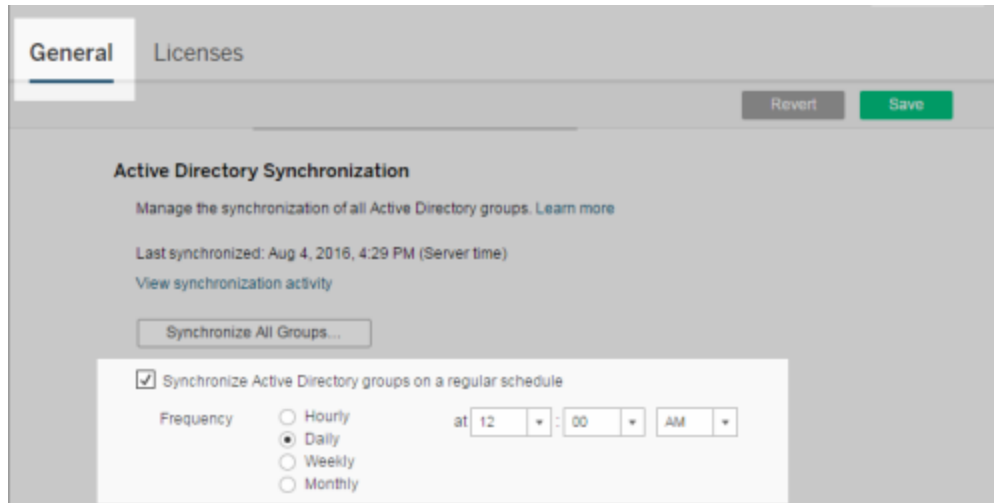 General Licenses
Revert Save
Active Directory Synchronization
Manage the synchronization of all Active Directory groups. Learn more
Last synchronized: Aug 4, 2016, 4:29 PM (Server time)
View synchronization activity
Synchronize All Groups...
Synchronize Active Directory groups on a regular schedule
Frequency Hourly at 12 : 00 AM
Daily
Weekly
Monthly